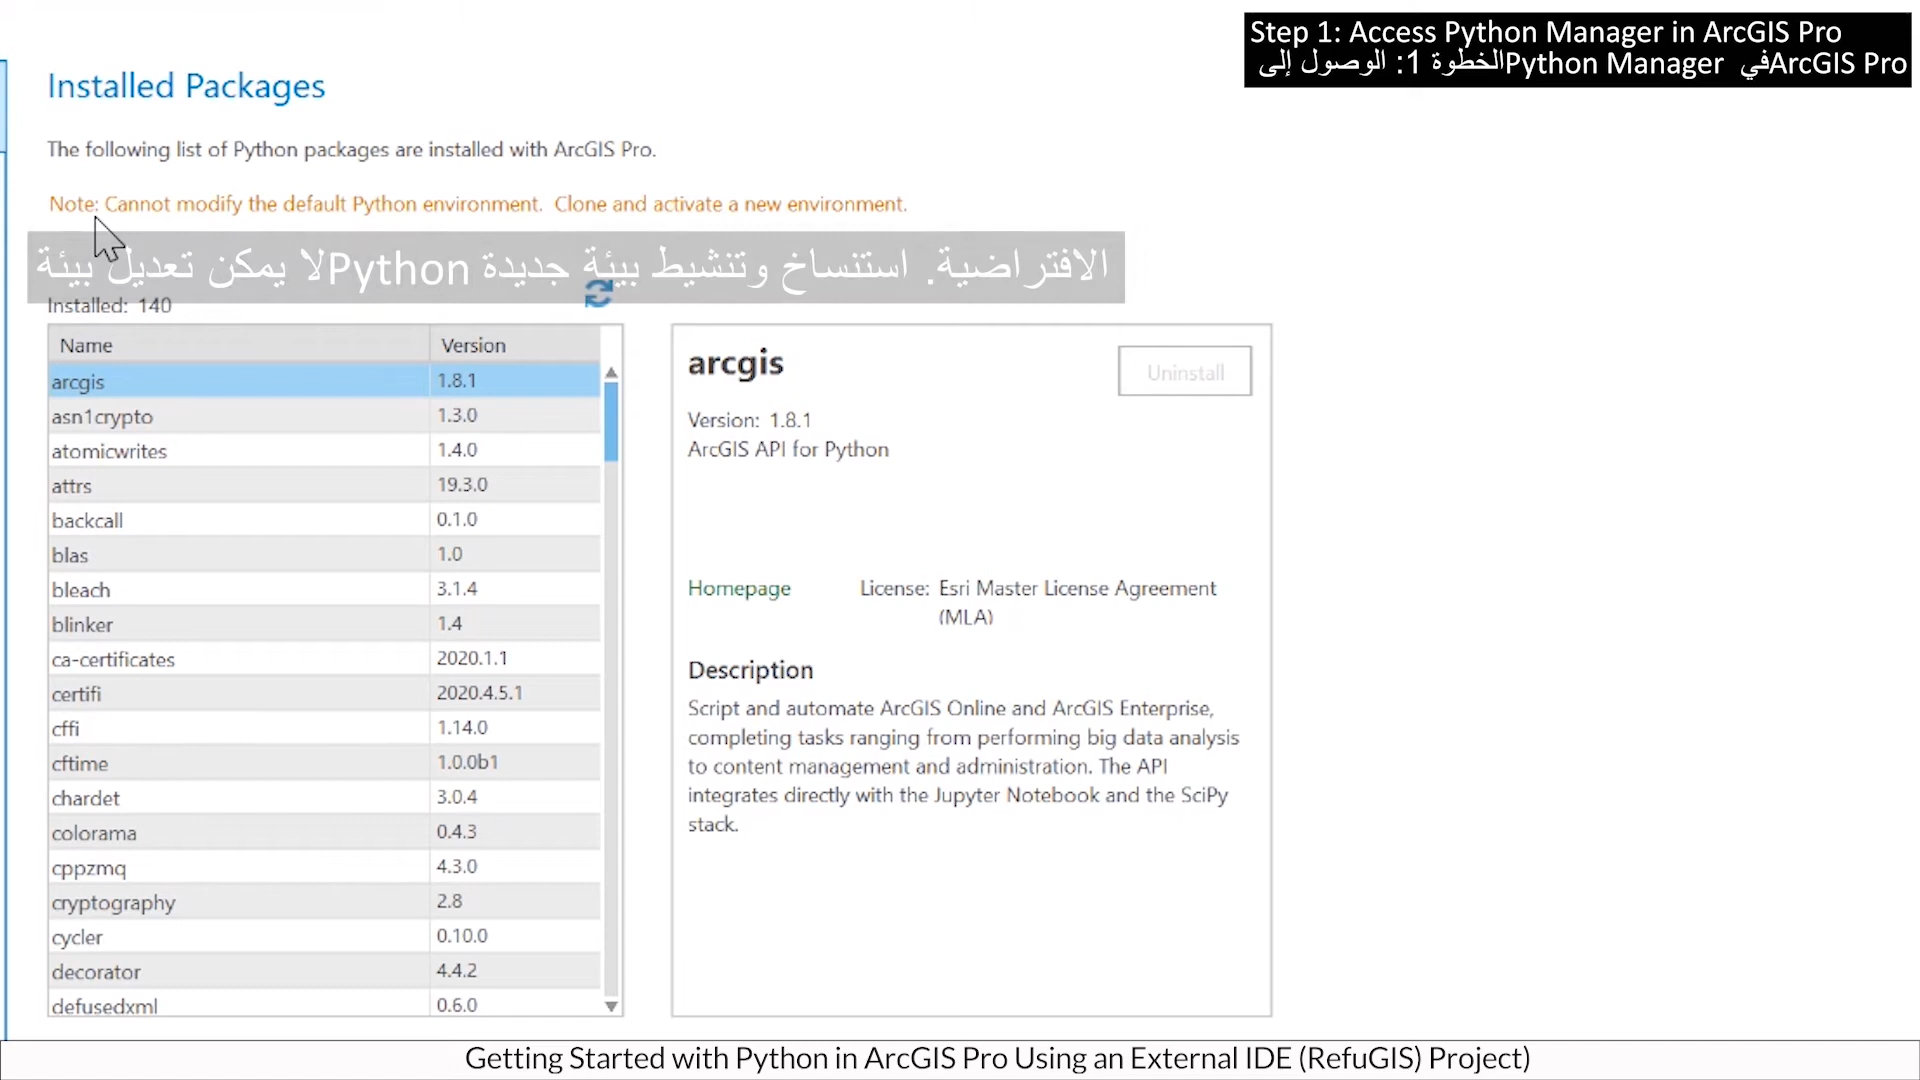 Step 1: Access Python Manager in ArcGIS Pro
الخطوة 1: الوصول إلى Python Manager في ArcGIS Pro
Installed Packages
The following list of Python packages are installed with ArcGIS Pro.
Note: Cannot modify the default Python environment. Clone and activate a new environment.
لا يمكن تعديل بيئة Python الافتراضية. استنساخ وتنشيط بيئة جديدة
Installed: 140
Name Version
arcgis 1.8.1
asn1crypto 1.3.0
atomicwrites 1.4.0
attrs 19.3.0
backcall 0.1.0
blas 1.0
bleach 3.1.4
blinker 1.4
ca-certificates 2020.1.1
certifi 2020.4.5.1
cffi 1.14.0
cftime 1.0.0b1
chardet 3.0.4
colorama 0.4.3
cppzmq 4.3.0
cryptography 2.8
cycler 0.10.0
decorator 4.4.2
defusedxml 0.6.0
arcgis
Uninstall
Version: 1.8.1
ArcGIS API for Python
Homepage
License: Esri Master License Agreement
(MLA)
Description
Script and automate ArcGIS Online and ArcGIS Enterprise,
completing tasks ranging from performing big data analysis
to content management and administration. The API
integrates directly with the Jupyter Notebook and the SciPy
stack.
Getting Started with Python in ArcGIS Pro Using an External IDE (RefuGIS) Project)